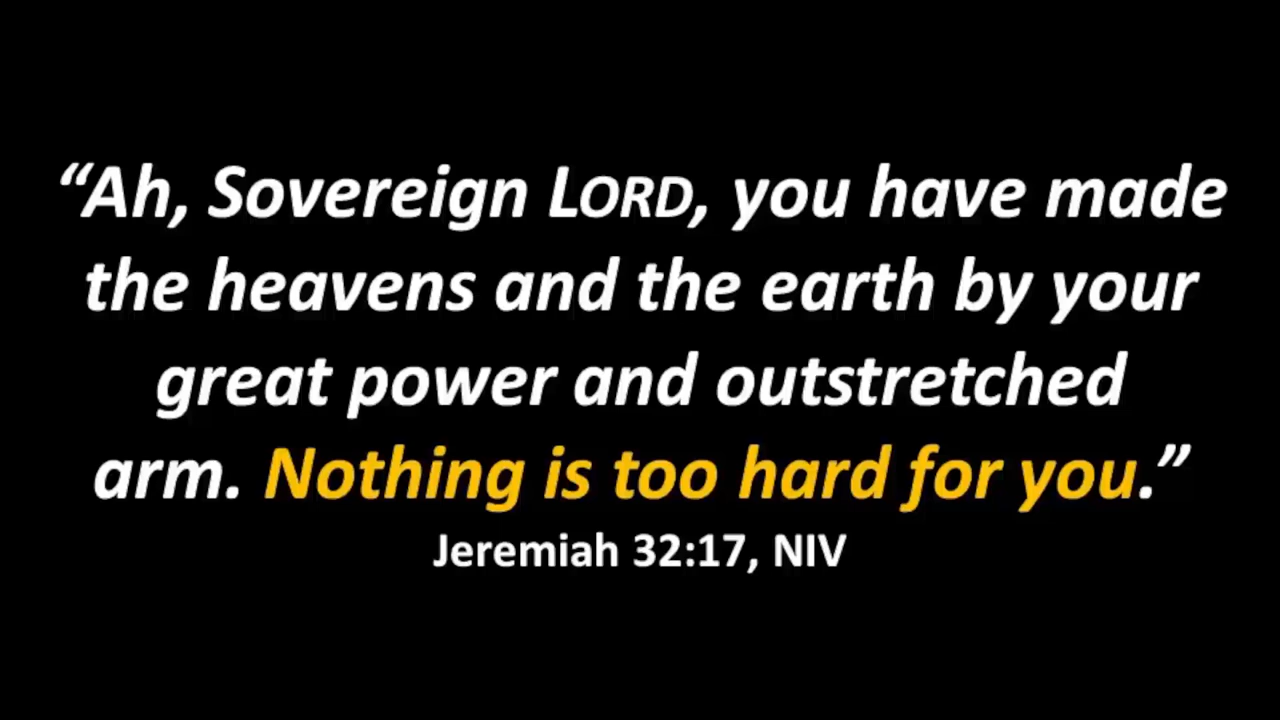 “Ah, Sovereign LORD, you have made
the heavens and the earth by your
great power and outstretched
arm. Nothing is too hard for you.”
Jeremiah 32:17, NIV